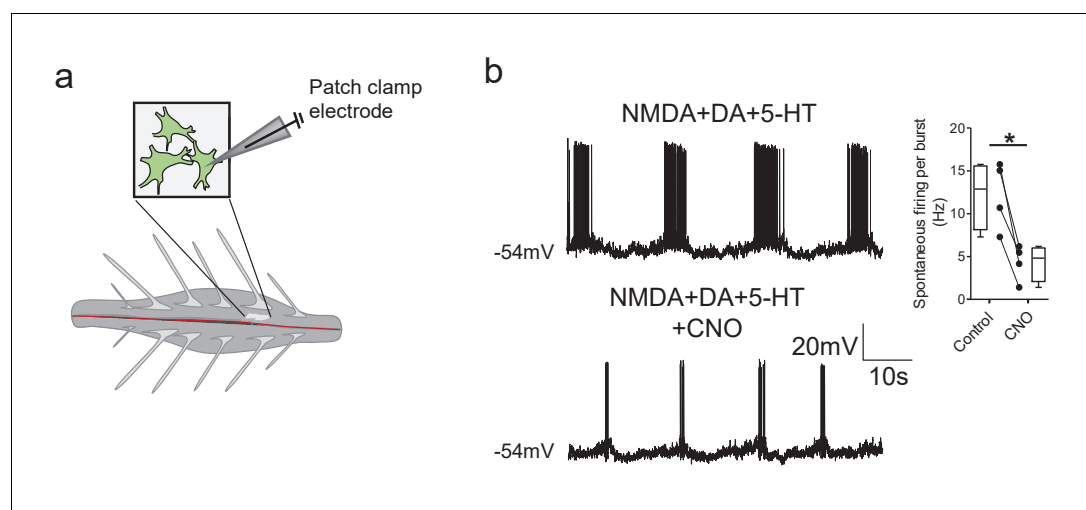 a
Patch clamp
electrode
b
NMDA+DA+5-HT
-54mV
NMDA+DA+5-HT
+CNO
-54mV
20mV
10s
Spontaneous firing per burst
(Hz)
20
15
10
5
0
*
Control
CNO